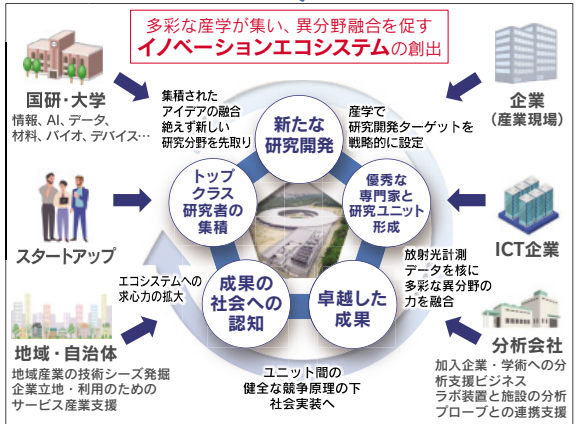 多彩な産学が集い、異分野融合を促す
イノベーションエコシステムの創出
国研・大学
情報、AI、データ、
材料、バイオ、デバイス…
スタートアップ
地域・自治体
地域産業の技術シーズ発掘
企業立地・利用のための
サービス産業支援
集積された
アイデアの融合
絶えず新しい
研究分野を先取り
産学で
研究開発ターゲットを
戦略的に設定
新たな
研究開発
トップ
クラス
研究者の
集積
優秀な
専門家と
研究ユニット
形成
エコシステムへの
求心力の拡大
放射光計測
データを核に
多彩な異分野の
力を融合
成果の
社会への
認知
卓越した
成果
ユニット間の
健全な競争原理の下
社会実装へ
企業
（産業現場）
ICT企業
分析会社
加入企業・学術への分
析支援ビジネス
ラボ装置と施設の分析
プローブとの連携支援